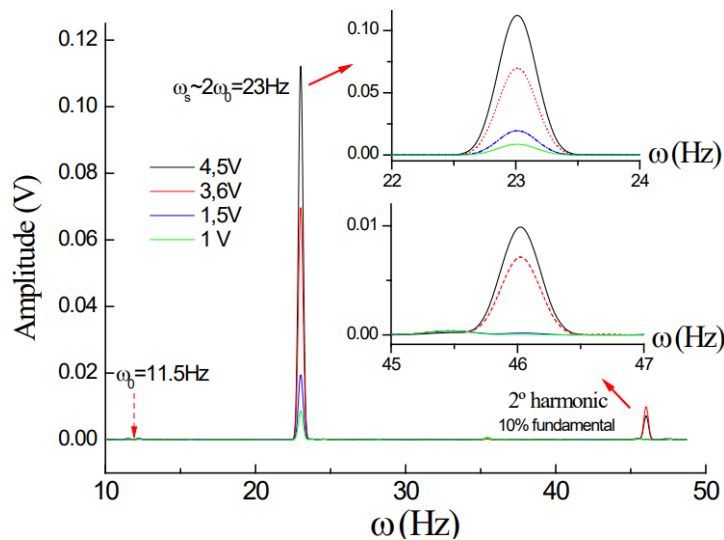 Amplitude (V)
0.12
0.10
0.08
0.06
0.04
0.02
0.00
10
20
30
40
50
ω (Hz)
ωs~2ω0=23Hz
4,5V
3,6V
1,5V
1 V
ω0=11.5Hz
0.10
0.05
0.00
22
23
24
ω (Hz)
0.01
0.00
45
46
47
ω (Hz)
2º harmonic
10% fundamental